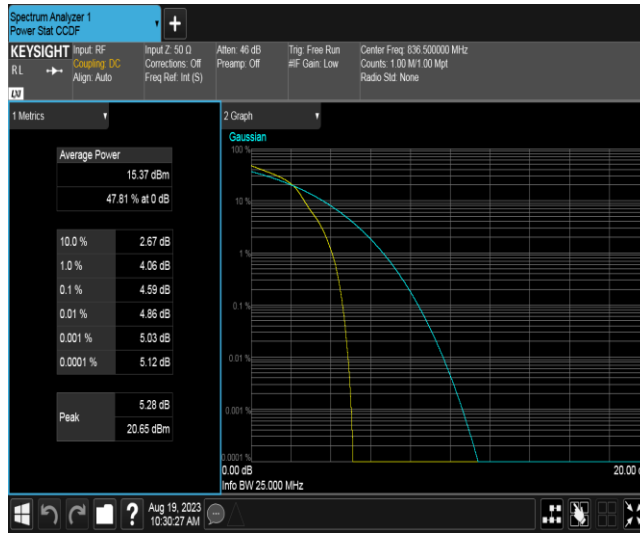 Spectrum Analyzer 1
Power Stat CCDF
+
KEYSIGHT
RL
Input: RF
Coupling: DC
Align: Auto
Input Z: 50 Ω
Corrections: Off
Freq Ref: Int (S)
Atten: 46 dB
Preamp: Off
Trig: Free Run
#IF Gain: Low
Center Freq: 836.500000 MHz
Counts: 1.00 M/1.00 Mpt
Radio Std: None
1 Metrics
Average Power
15.37 dBm
47.81 % at 0 dB
10.0 % 2.67 dB
1.0 % 4.06 dB
0.1 % 4.59 dB
0.01 % 4.86 dB
0.001 % 5.03 dB
0.0001 % 5.12 dB
Peak
5.28 dB
20.65 dBm
2 Graph
Gaussian
100 %
10 %
1 %
0.1 %
0.01 %
0.001 %
0.0001 %
0.00 dB
20.00
Info BW 25.000 MHz
?
Aug 19, 2023
10:30:27 AM